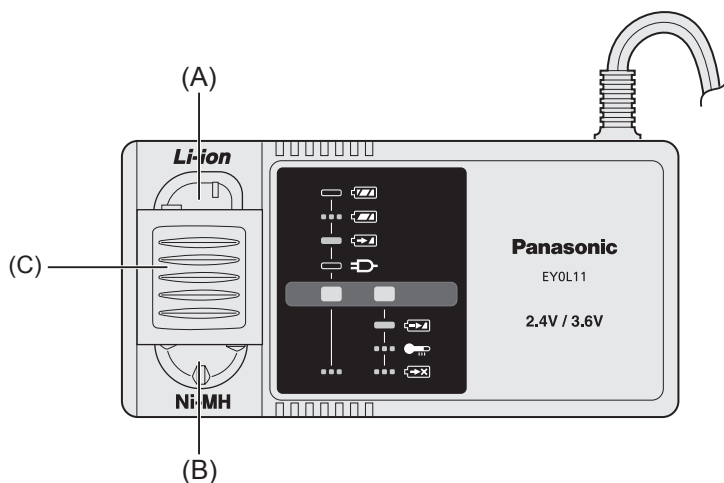 (A)
Li-ion
(C)
Panasonic
EY0L11
2.4V / 3.6V
Ni-MH
(B)